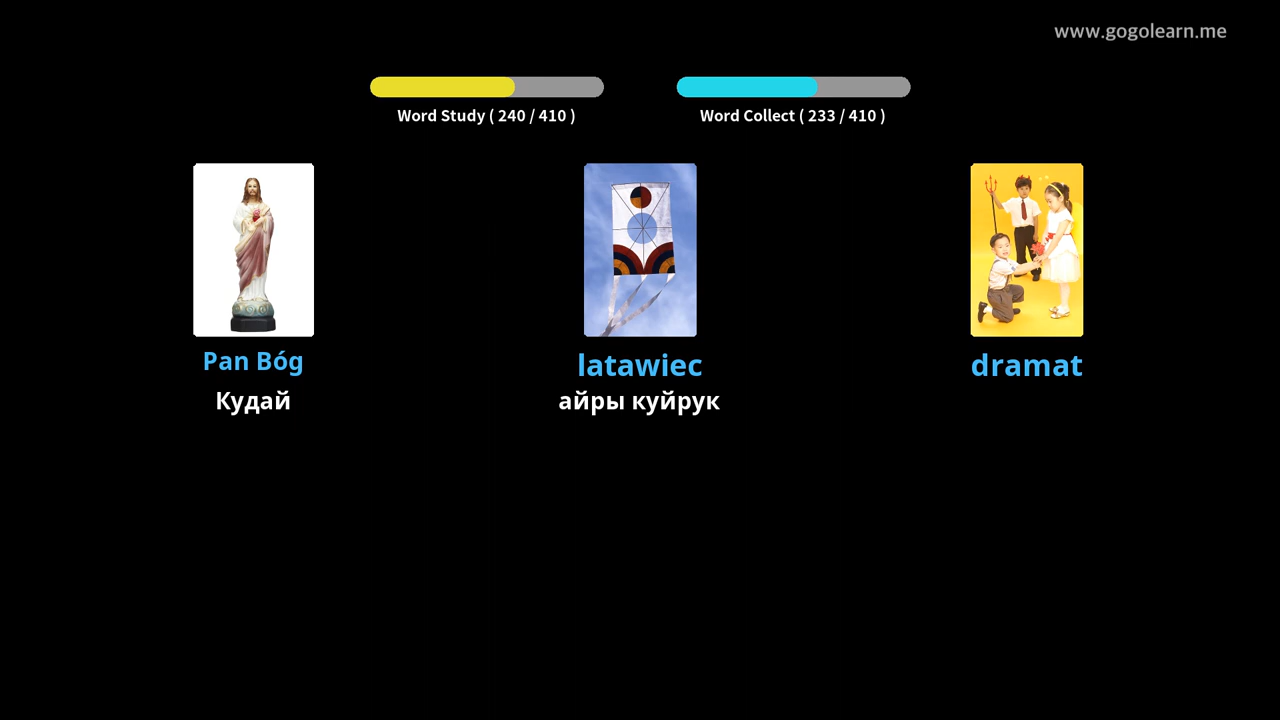 www.gogolearn.me
Word Study ( 240 / 410 )
Word Collect ( 233 / 410 )
Pan Bóg
latawiec
dramat
Кудай
айры куйрук